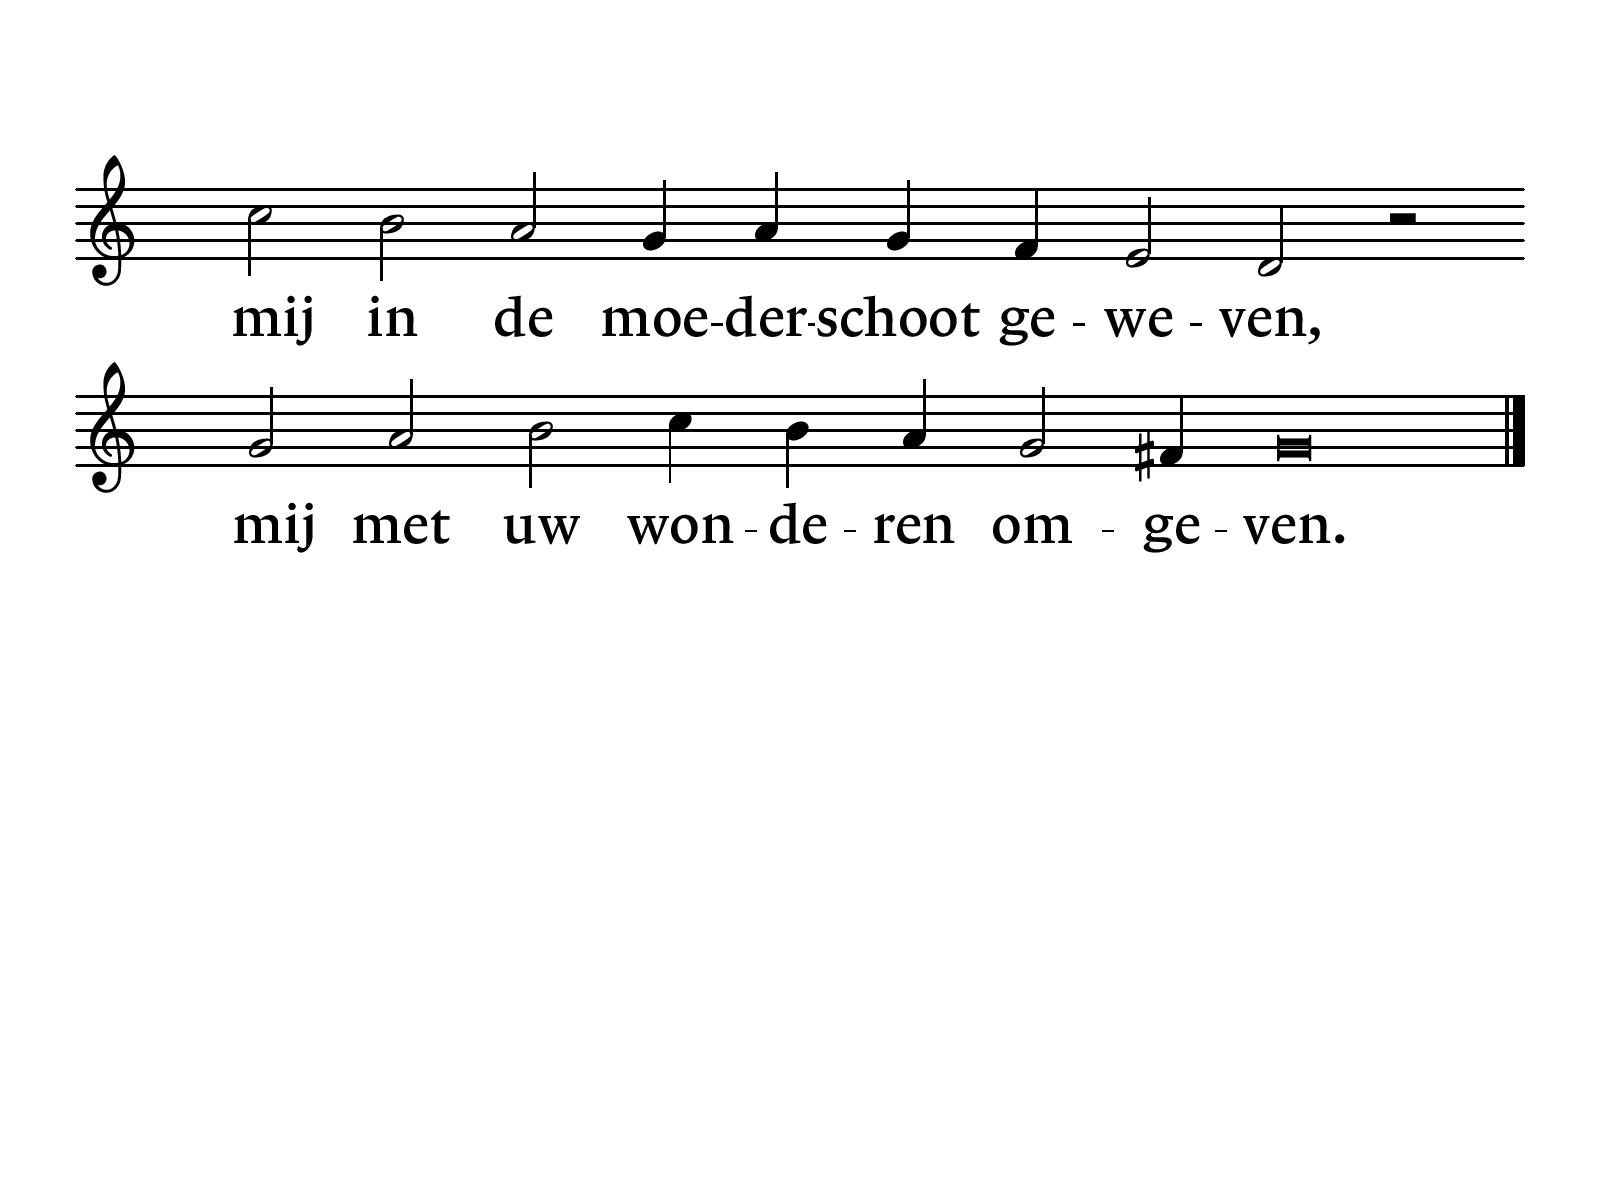 mij in de moe-der-schoot ge - we - ven,
mij met uw won - de - ren om - ge - ven.